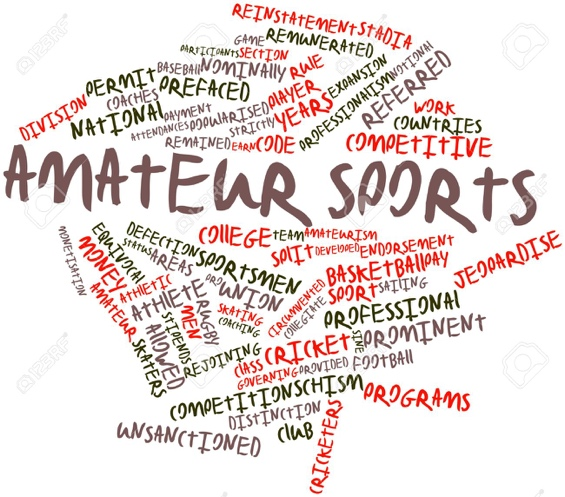 REINSTATEMENT STADIA
GAME REMUNERATED
PARTICIPANTS SECTION
BASEBALL NOMINALLY RULE
PERMIT PREFACED PLAYER EXPANSION NOTIONAL
DIVISION COACHES PAYMENT POPULARISED YEARS PROFESSIONALISM REFERRED
NATIONAL ATTENDANCES STRICTLY WORK
REMAINED EARN CODE COUNTRIES
COMPETITIVE
AMATEUR SPORTS
COLLEGE TEAM AMATEURISM
EQUIVOCAL DEFECTION SPLIT DEVELOPED ENDORSEMENT
MONETISATION MONEY STATUS AREAS SPORTSMEN BASKETBALL PAY JEOPARDISE
ATHLETIC PRO UNION CIRCUMVENTED SPORT SAILING
AMATEUR ATHLETE RUGBY SKATING COLLEGIATE PROFESSIONAL
STIPENDS MEN COACHING PROMINENT
SKATERS ALLOWED REJOINING CLASS CRICKET SINE
GOVERNING PROVIDED FOOTBALL
COMPETITION SCHISM PROGRAMS
DISTINCTION
UNSANCTIONED CLUB CRICKETERS
123RF